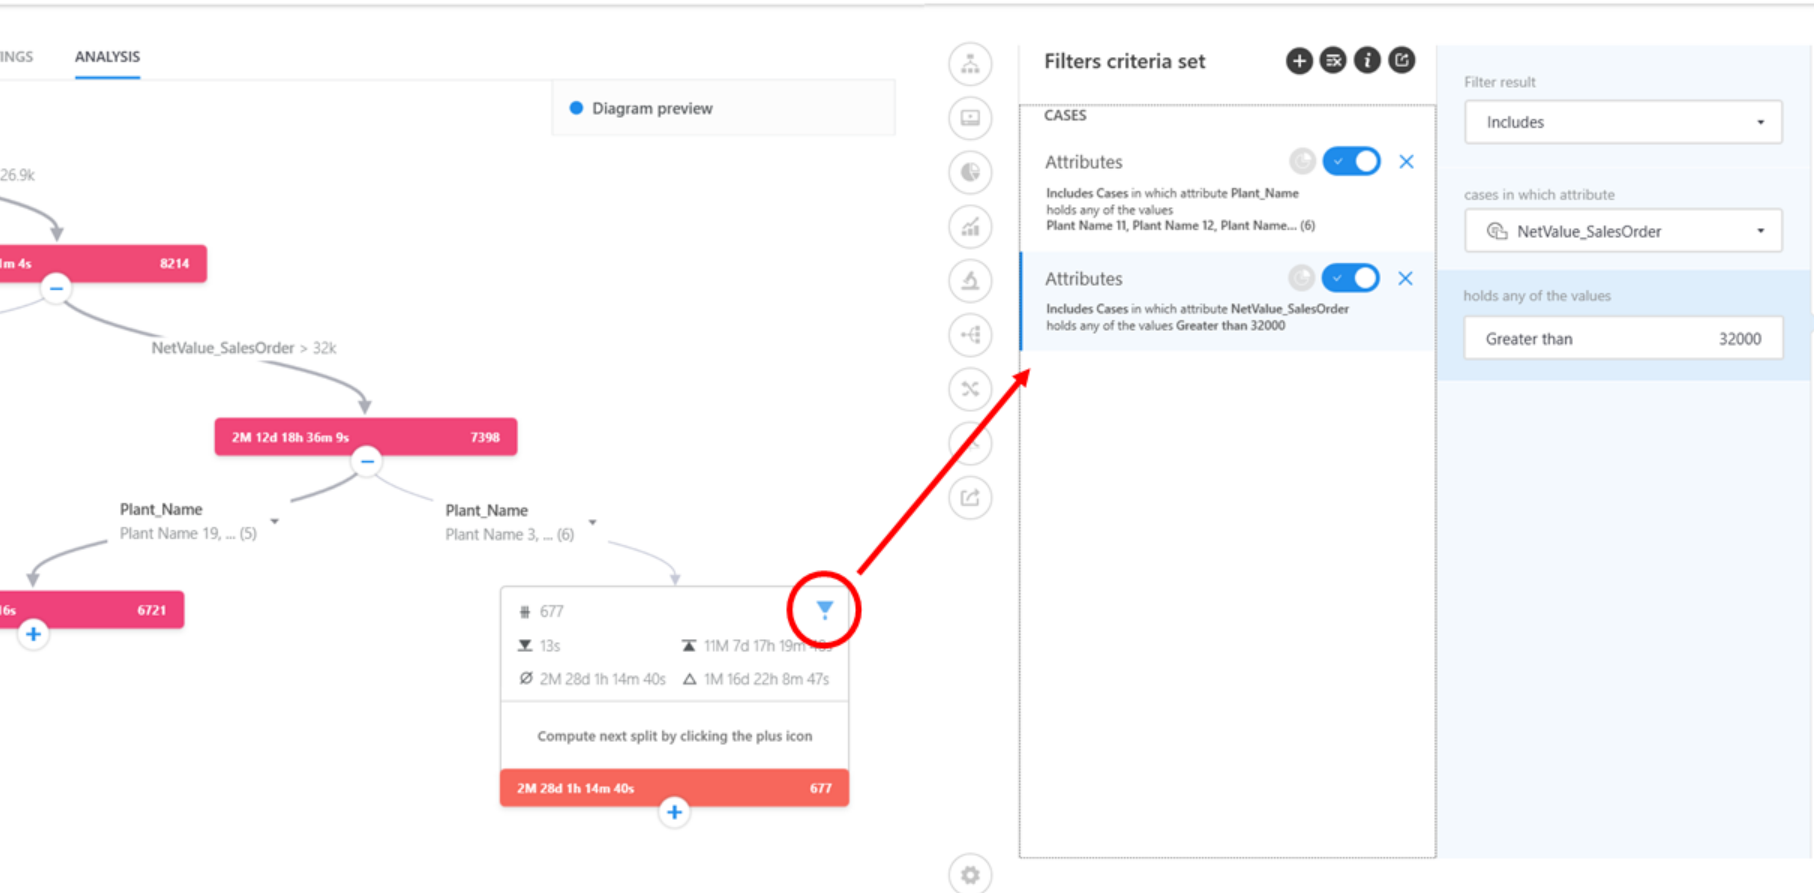 INGS
ANALYSIS
Diagram preview
26.9k
1m 4s
8214
NetValue_SalesOrder > 32k
2M 12d 18h 36m 9s
7398
Plant_Name
Plant Name 19, ... (5)
Plant_Name
Plant Name 3, ... (6)
16s
6721
677
13s
11M 7d 17h 19m
2M 28d 1h 14m 40s
1M 16d 22h 8m 47s
Compute next split by clicking the plus icon
2M 28d 1h 14m 40s
677
Filters criteria set
CASES
Attributes
Includes Cases in which attribute Plant_Name
holds any of the values
Plant Name 11, Plant Name 12, Plant Name... (6)
Attributes
Includes Cases in which attribute NetValue_SalesOrder
holds any of the values Greater than 32000
Filter result
Includes
cases in which attribute
NetValue_SalesOrder
holds any of the values
Greater than 32000